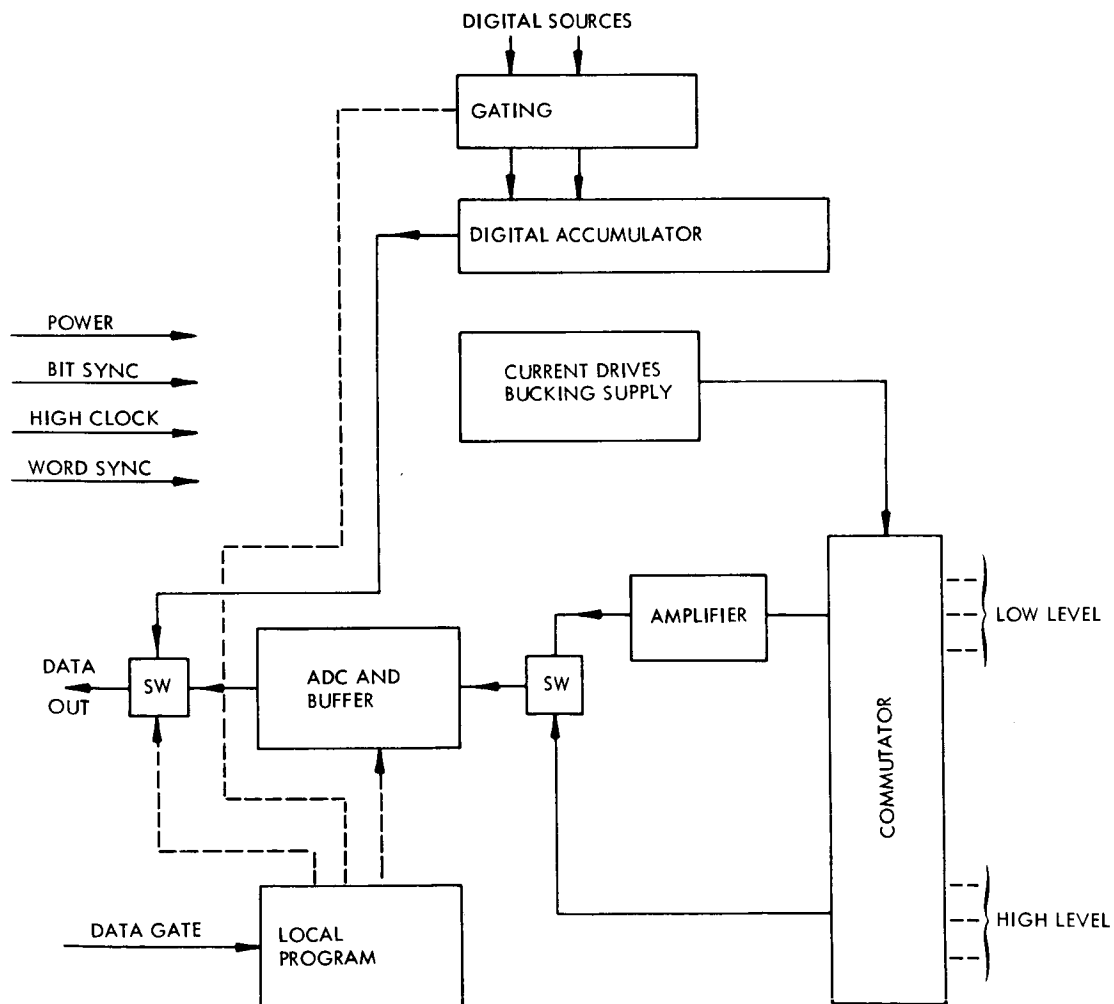 DIGITAL SOURCES
GATING
DIGITAL ACCUMULATOR
POWER
BIT SYNC
HIGH CLOCK
WORD SYNC
CURRENT DRIVES
BUCKING SUPPLY
AMPLIFIER
LOW LEVEL
DATA
OUT
SW
ADC AND
BUFFER
SW
COMMUTATOR
DATA GATE
LOCAL
PROGRAM
HIGH LEVEL